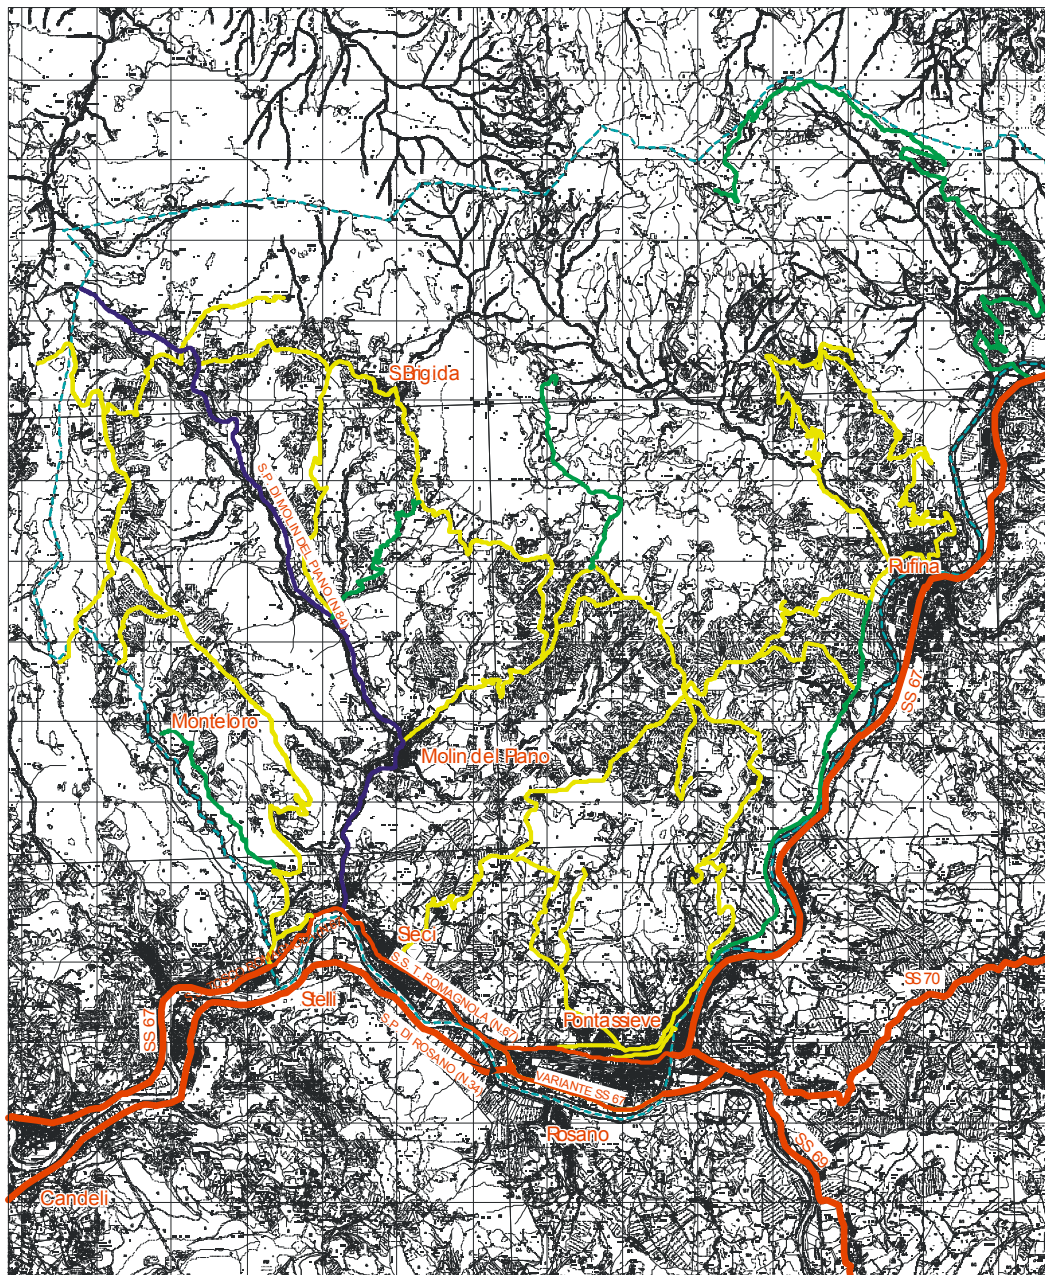 S.Brigida
S.P. DI MOLIN DEL PIANO (N.84)
Rufina
SS 67
Monteloro
Molin del Piano
Sieci
S.S. T. ROMAGNOLA (N.67)
SS 70
Stelli
SS 67
Pontassieve
S.P. DI ROSANO (N.34)
VARIANTE SS 67
Rosano
SS 69
Candeli